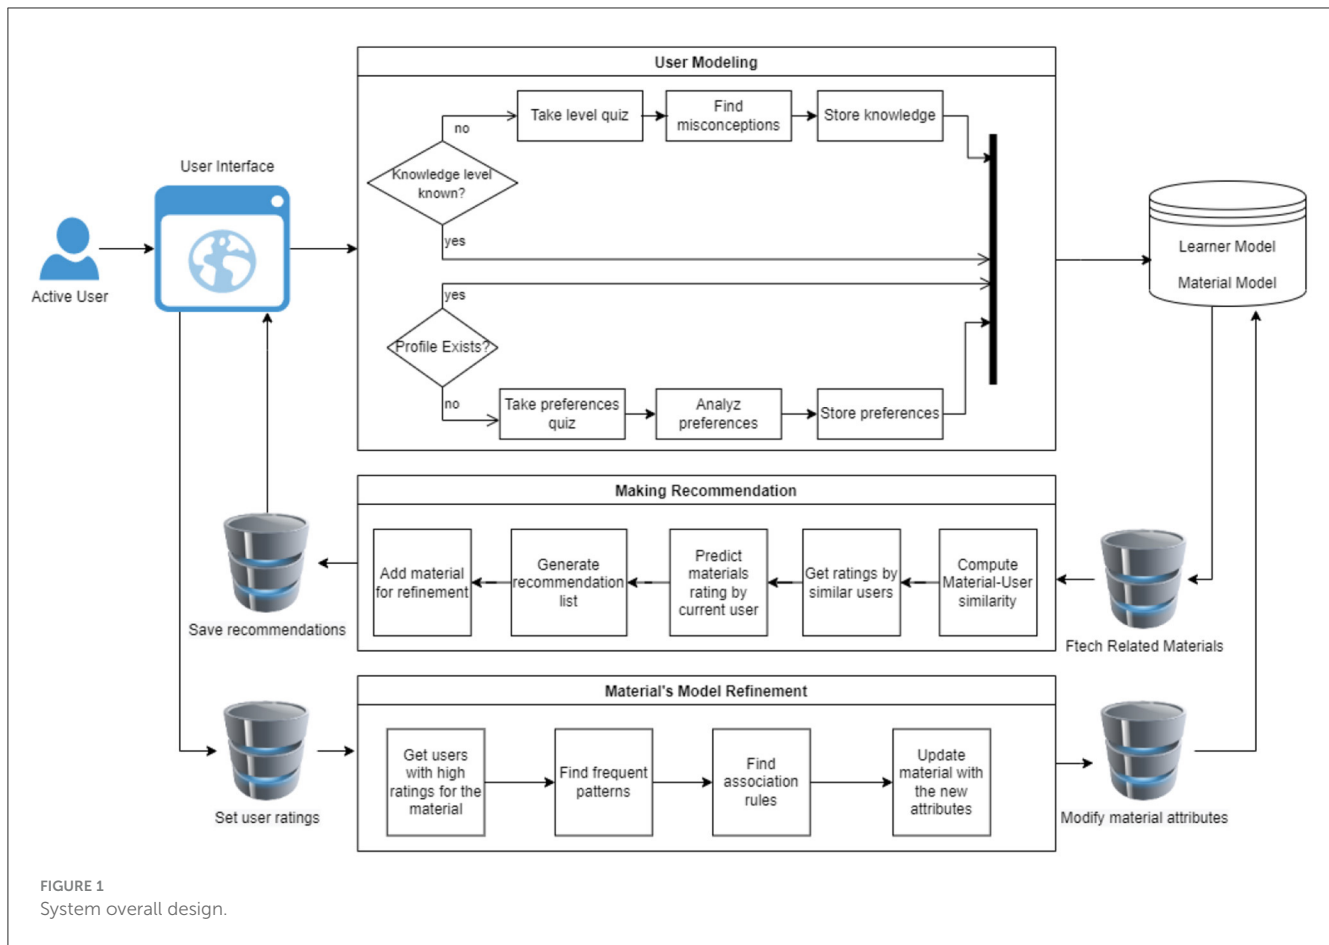 User Modeling
Take level quiz
Find
misconceptions
Store knowledge
no
User Interface
Knowledge level
known?
yes
Active User
Learner Model
Material Model
yes
Profile Exists?
no
Take preferences
quiz
Analyz
preferences
Store preferences
Making Recommendation
Add material
for refinement
Generate
recommendation
list
Predict
materials
rating by
current user
Get ratings by
similar users
Compute
Material-User
similarity
Save recommendations
Ftech Related Materials
Material's Model Refinement
Get users
with high
ratings for the
material
Find frequent
patterns
Find
association
rules
Update
material with
the new
attributes
Set user ratings
Modify material attributes
FIGURE 1
System overall design.